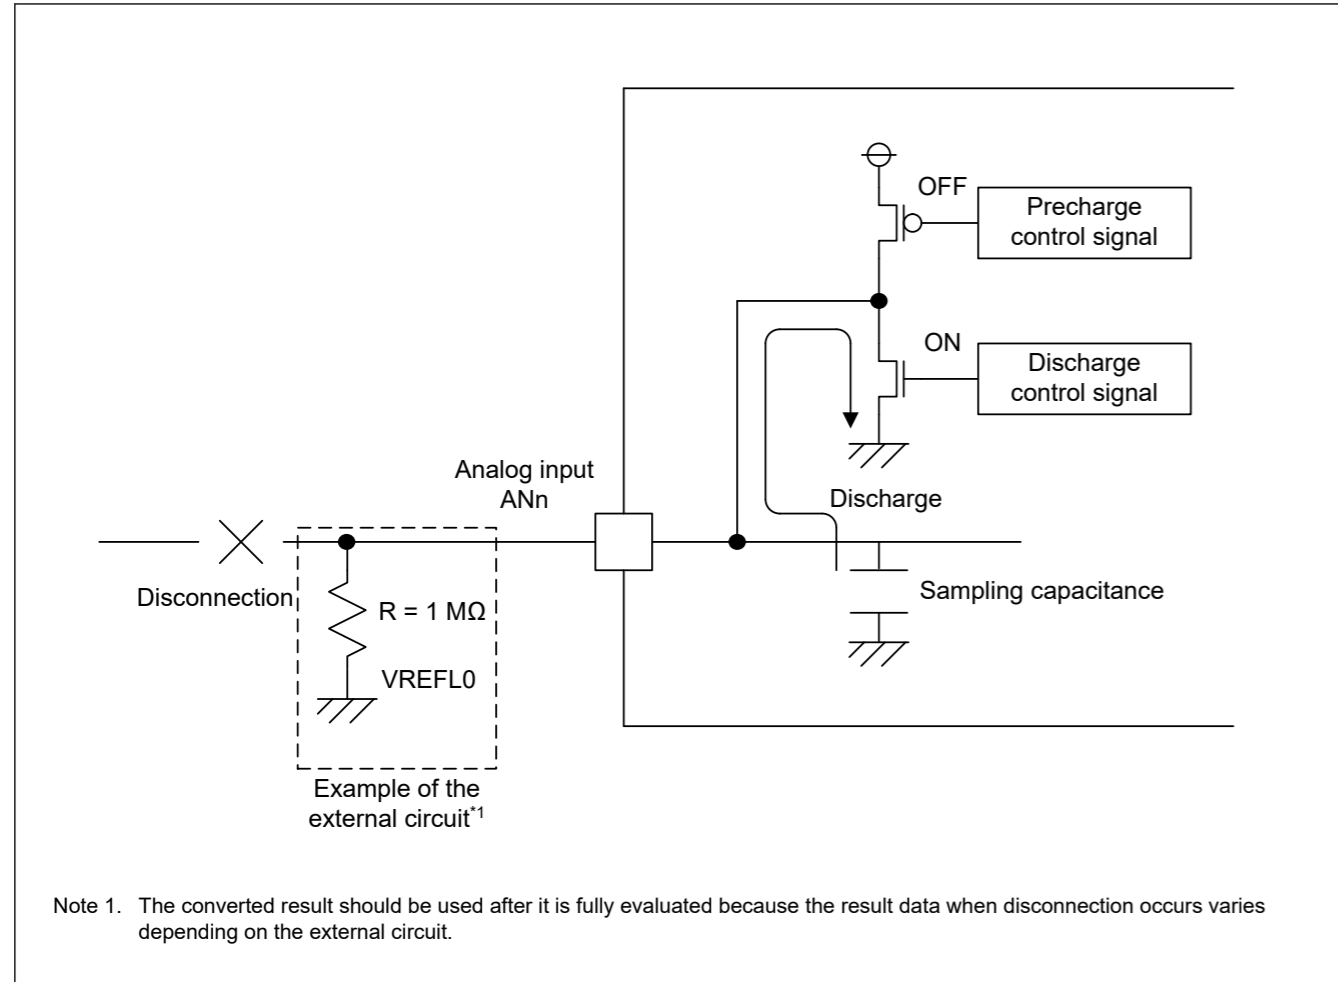 OFF
Precharge
control signal
ON
Discharge
control signal
Analog input
ANn
Discharge
Disconnection
R = 1 MΩ
Sampling capacitance
VREFL0
Example of the
external circuit*1
Note 1. The converted result should be used after it is fully evaluated because the result data when disconnection occurs varies
depending on the external circuit.